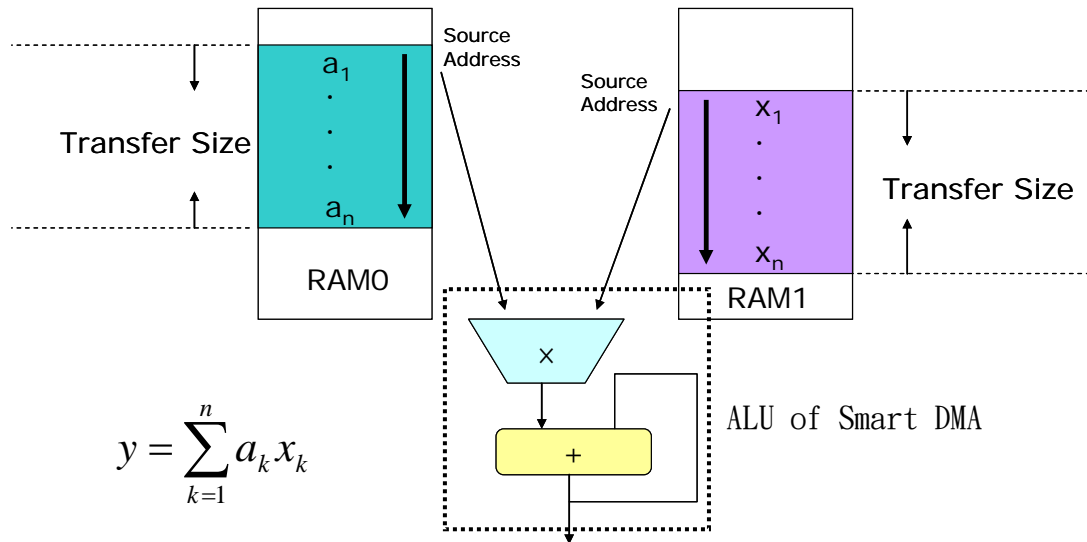 Source
Address
a1
.
.
.
an
Transfer Size
RAM0
Source
Address
x1
.
.
.
xn
Transfer Size
RAM1
x
+
ALU of Smart DMA
y = ∑ⁿₖ₌₁ aₖxₖ